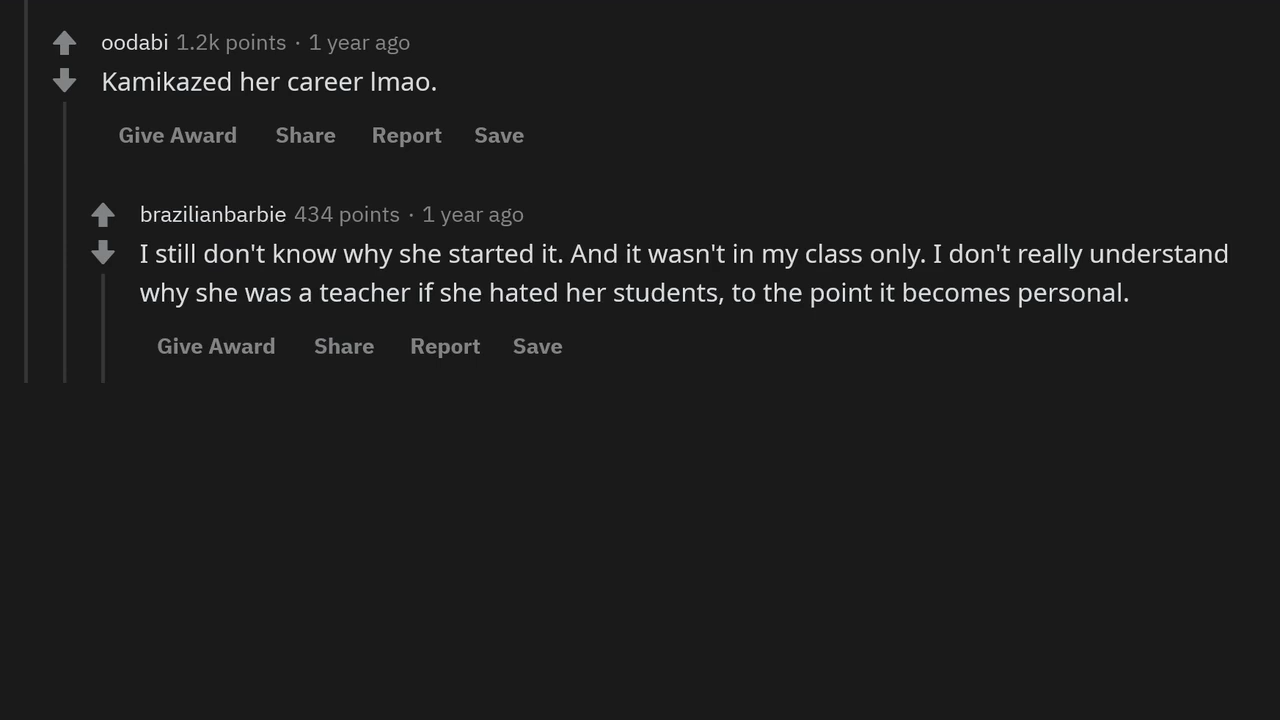 oodabi 1.2k points · 1 year ago
Kamikazed her career lmao.
Give Award Share Report Save
brazilianbarbie 434 points · 1 year ago
I still don't know why she started it. And it wasn't in my class only. I don't really understand
why she was a teacher if she hated her students, to the point it becomes personal.
Give Award Share Report Save